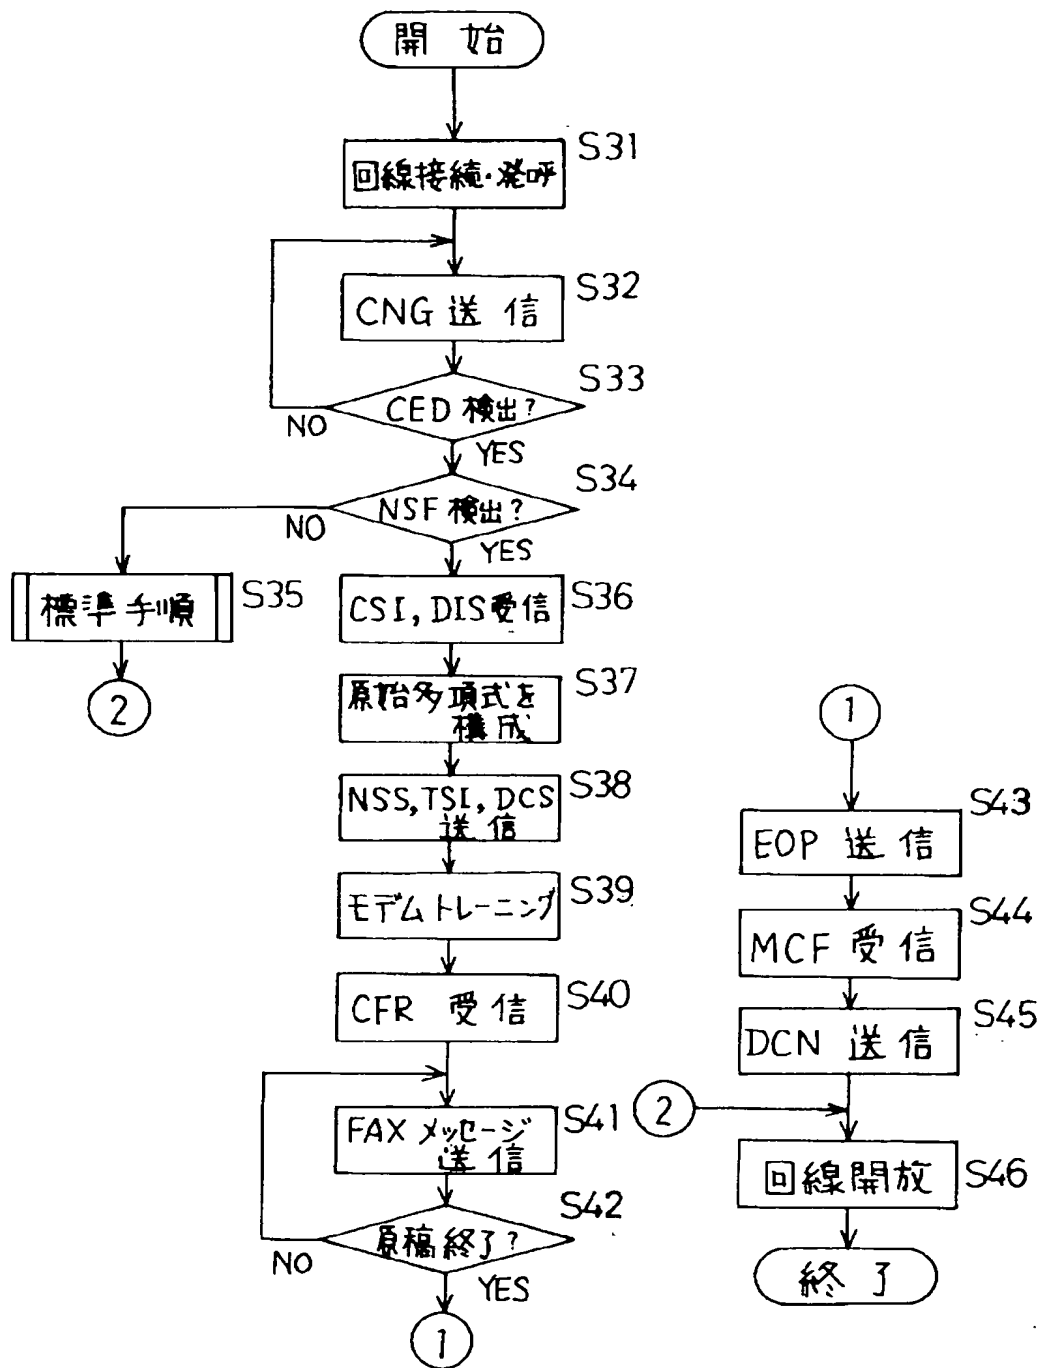 開始
S31
回線接続・発呼
S32
CNG 送信
S33
CED 検出?
NO
YES
S34
NSF 検出?
NO
YES
標準手順
S35
②
CSI, DIS受信
S36
原始多項式を
構成
S37
NSS, TSI, DCS
送信
S38
モデムトレーニング
S39
CFR 受信
S40
FAX メッセージ
送信
S41
原稿終了?
S42
NO
YES
①
①
EOP 送信
S43
MCF 受信
S44
DCN 送信
S45
②
回線開放
S46
終了